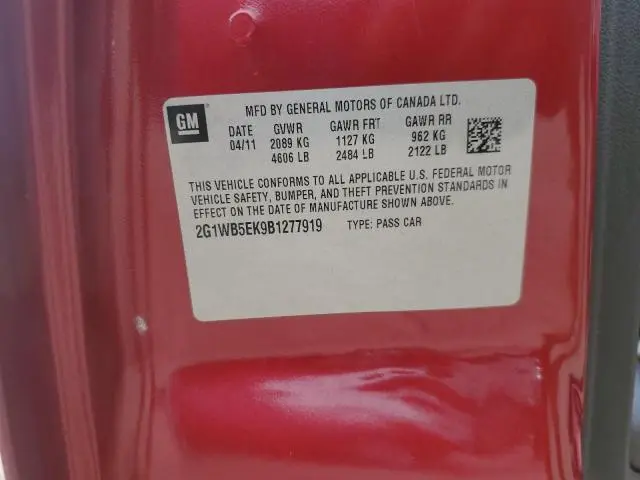 GM
MFD BY GENERAL MOTORS OF CANADA LTD.
DATE GVWR GAWR FRT GAWR RR
04/11 2089 KG 1127 KG 962 KG
4606 LB 2484 LB 2122 LB
THIS VEHICLE CONFORMS TO ALL APPLICABLE U.S. FEDERAL MOTOR
VEHICLE SAFETY, BUMPER, AND THEFT PREVENTION STANDARDS IN
EFFECT ON THE DATE OF MANUFACTURE SHOWN ABOVE.
2G1WB5EK9B1277919 TYPE: PASS CAR